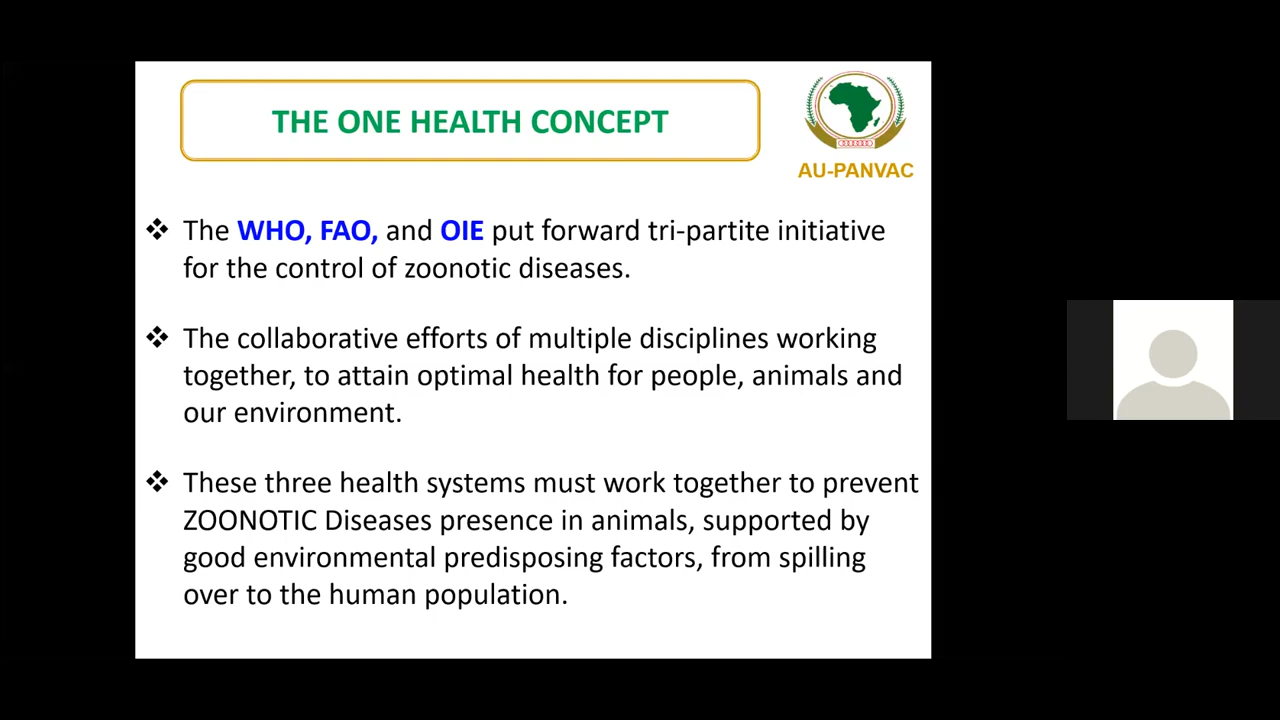 THE ONE HEALTH CONCEPT
AU-PANVAC
❖ The WHO, FAO, and OIE put forward tri-partite initiative
for the control of zoonotic diseases.
❖ The collaborative efforts of multiple disciplines working
together, to attain optimal health for people, animals and
our environment.
❖ These three health systems must work together to prevent
ZOONOTIC Diseases presence in animals, supported by
good environmental predisposing factors, from spilling
over to the human population.